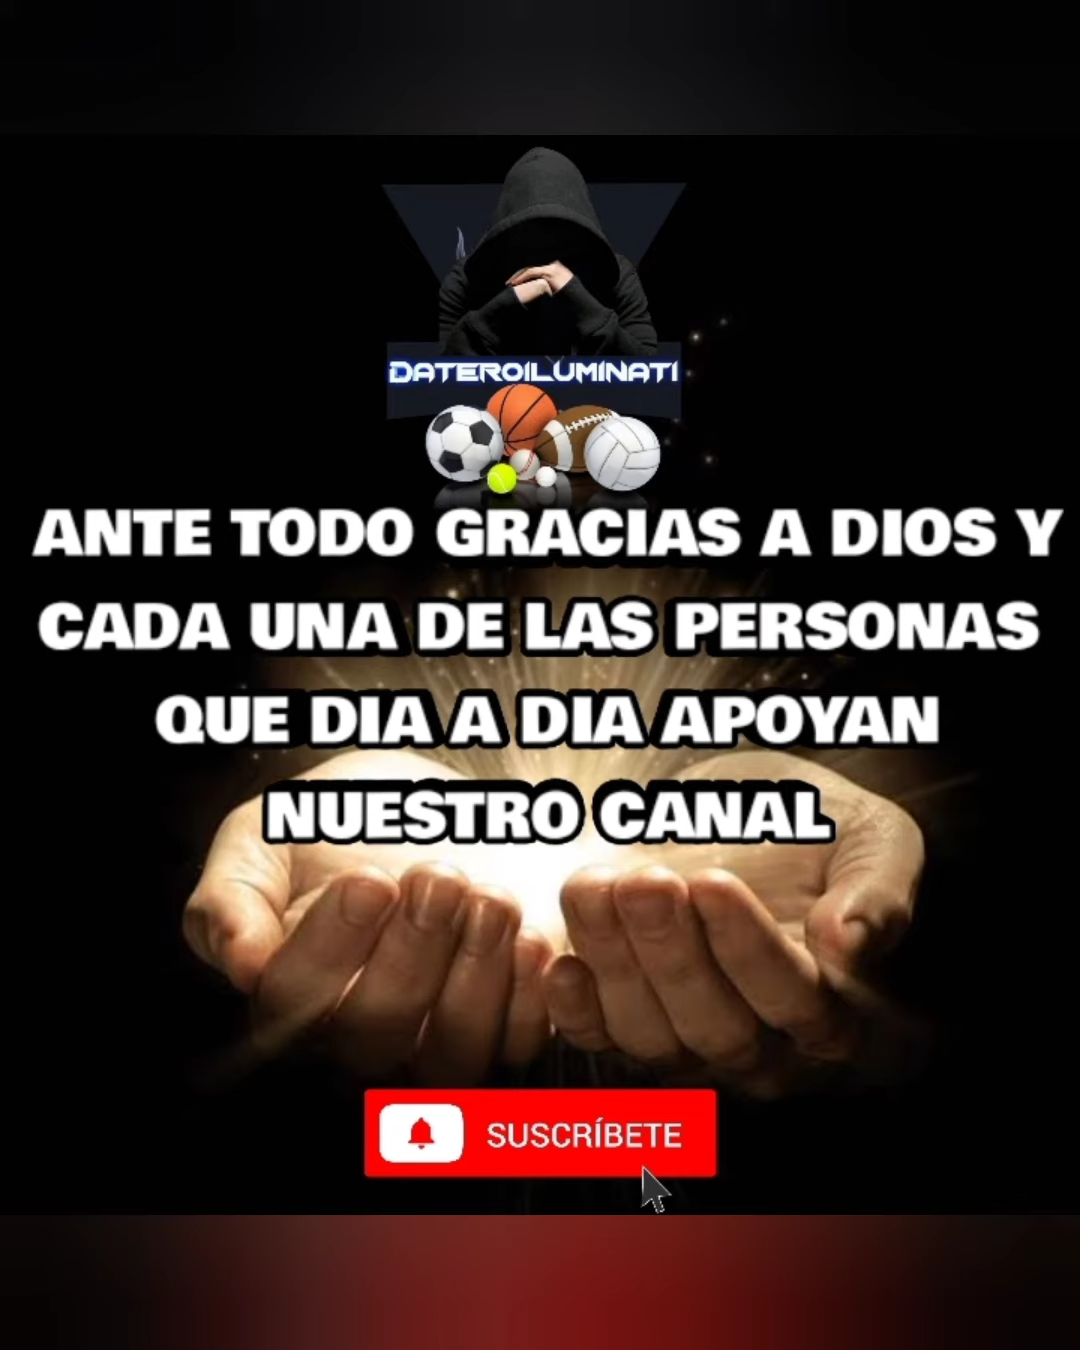 DATEROILUMINATI
ANTE TODO GRACIAS A DIOS Y
CADA UNA DE LAS PERSONAS
QUE DIA A DIA APOYAN
NUESTRO CANAL
SUSCRÍBETE